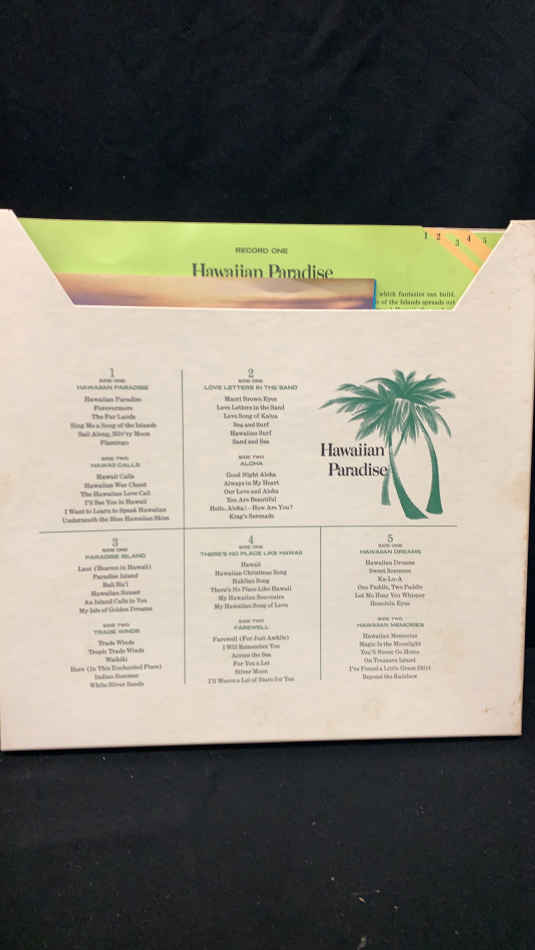 1 2 3 4 5
RECORD ONE
Hawaiian Paradise
which fantasies can build.
of the Islands spreads out
1
SIDE ONE
HAWAIIAN PARADISE
Hawaiian Paradise
Forevermore
The Far Lands
Sing Me a Song of the Islands
Sail Along, Silv'ry Moon
Flamingo
SIDE TWO
HAWAII CALLS
Hawaii Calls
Hawaiian War Chant
The Hawaiian Love Call
I'll See You in Hawaii
I Want to Learn to Speak Hawaiian
Underneath the Blue Hawaiian Skies
2
SIDE ONE
LOVE LETTERS IN THE SAND
Maori Brown Eyes
Love Letters in the Sand
Love Song of Kalua
Sea and Surf
Hawaiian Surf
Sand and Sea
SIDE TWO
ALOHA
Good Night Aloha
Always in My Heart
Our Love and Aloha
You Are Beautiful
Hello, Aloha! – How Are You?
King's Serenade
Hawaiian
Paradise
3
SIDE ONE
PARADISE ISLAND
Lani (Heaven in Hawaii)
Paradise Island
Bali Ha'i
Hawaiian Sunset
An Island Calls to You
My Isle of Golden Dreams
SIDE TWO
TRADE WINDS
Trade Winds
Tropic Trade Winds
Waikiki
Here (In This Enchanted Place)
Indian Summer
White Silver Sands
4
SIDE ONE
THERE'S NO PLACE LIKE HAWAII
Hawaii
Hawaiian Christmas Song
Hukilau Song
There's No Place Like Hawaii
My Hawaiian Souvenirs
My Hawaiian Song of Love
SIDE TWO
FAREWELL
Farewell (For Just Awhile)
I Will Remember You
Across the Sea
For You a Lei
Silver Moon
I'll Weave a Lei of Stars for You
5
SIDE ONE
HAWAIIAN DREAMS
Hawaiian Dreams
Sweet Someone
Ka-Lu-A
One Paddle, Two Paddle
Let Me Hear You Whisper
Honolulu Eyes
SIDE TWO
HAWAIIAN MEMORIES
Hawaiian Memories
Magic in the Moonlight
You'll Never Go Home
On Treasure Island
I've Found a Little Grass Skirt
Beyond the Rainbow